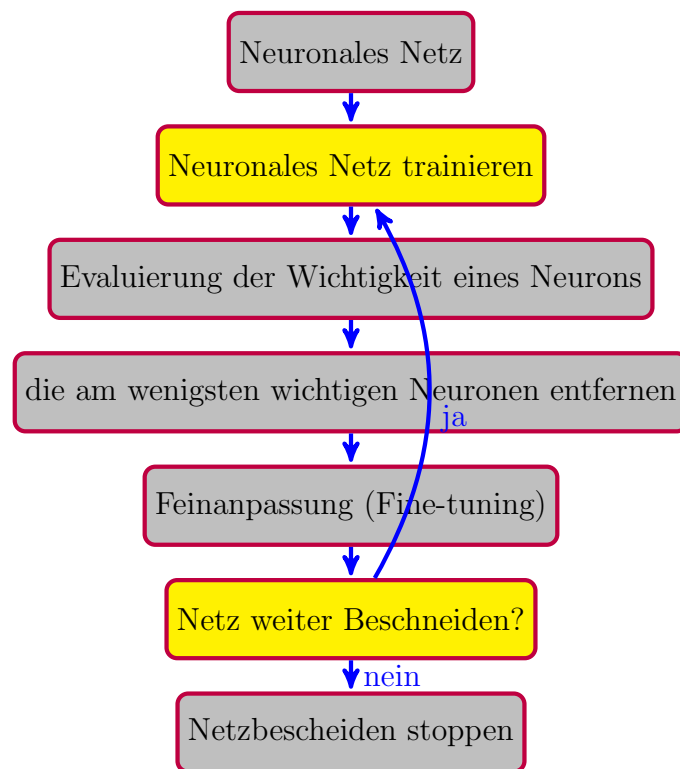 Neuronales Netz
Neuronales Netz trainieren
Evaluierung der Wichtigkeit eines Neurons
die am wenigsten wichtigen Neuronen entfernen
ja
Feinanpassung (Fine-tuning)
Netz weiter Beschneiden?
nein
Netzbescheiden stoppen